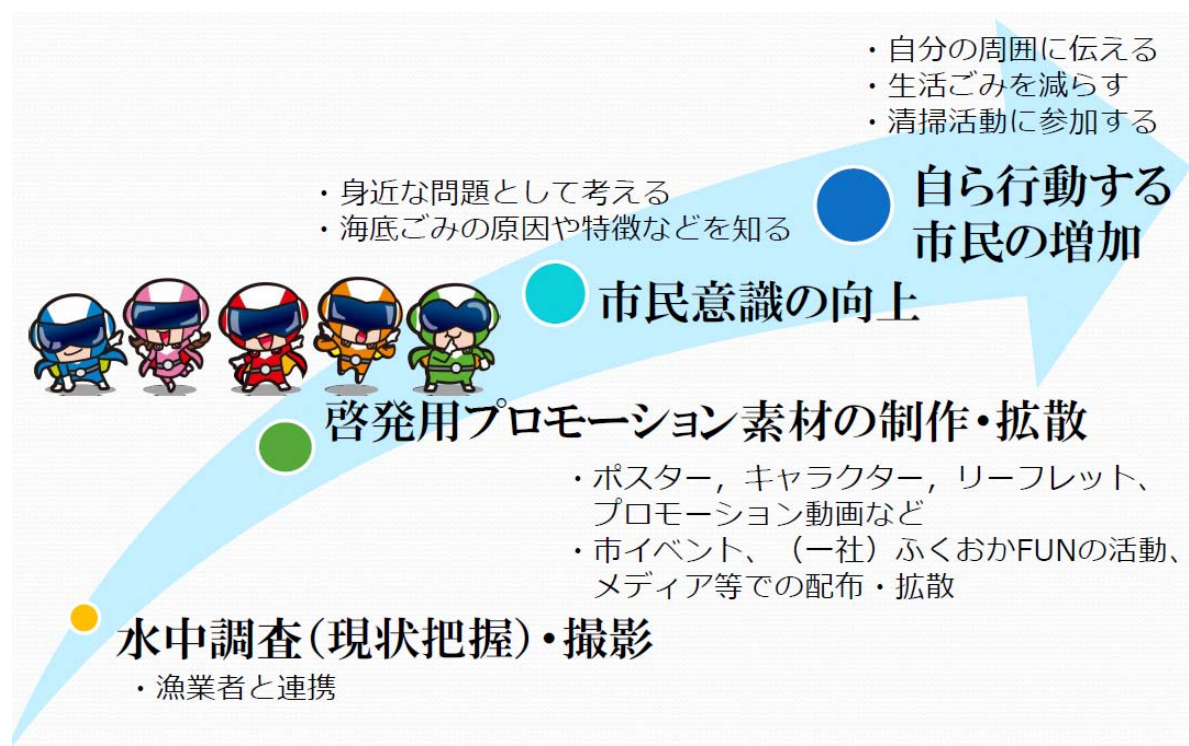 ・自分の周囲に伝える
・生活ごみを減らす
・清掃活動に参加する
自ら行動する
市民の増加
・身近な問題として考える
・海底ごみの原因や特徴などを知る
市民意識の向上
啓発用プロモーション素材の制作・拡散
・ポスター，キャラクター，リーフレット、
プロモーション動画など
・市イベント、（一社）ふくおかFUNの活動、
メディア等での配布・拡散
水中調査（現状把握）・撮影
・漁業者と連携